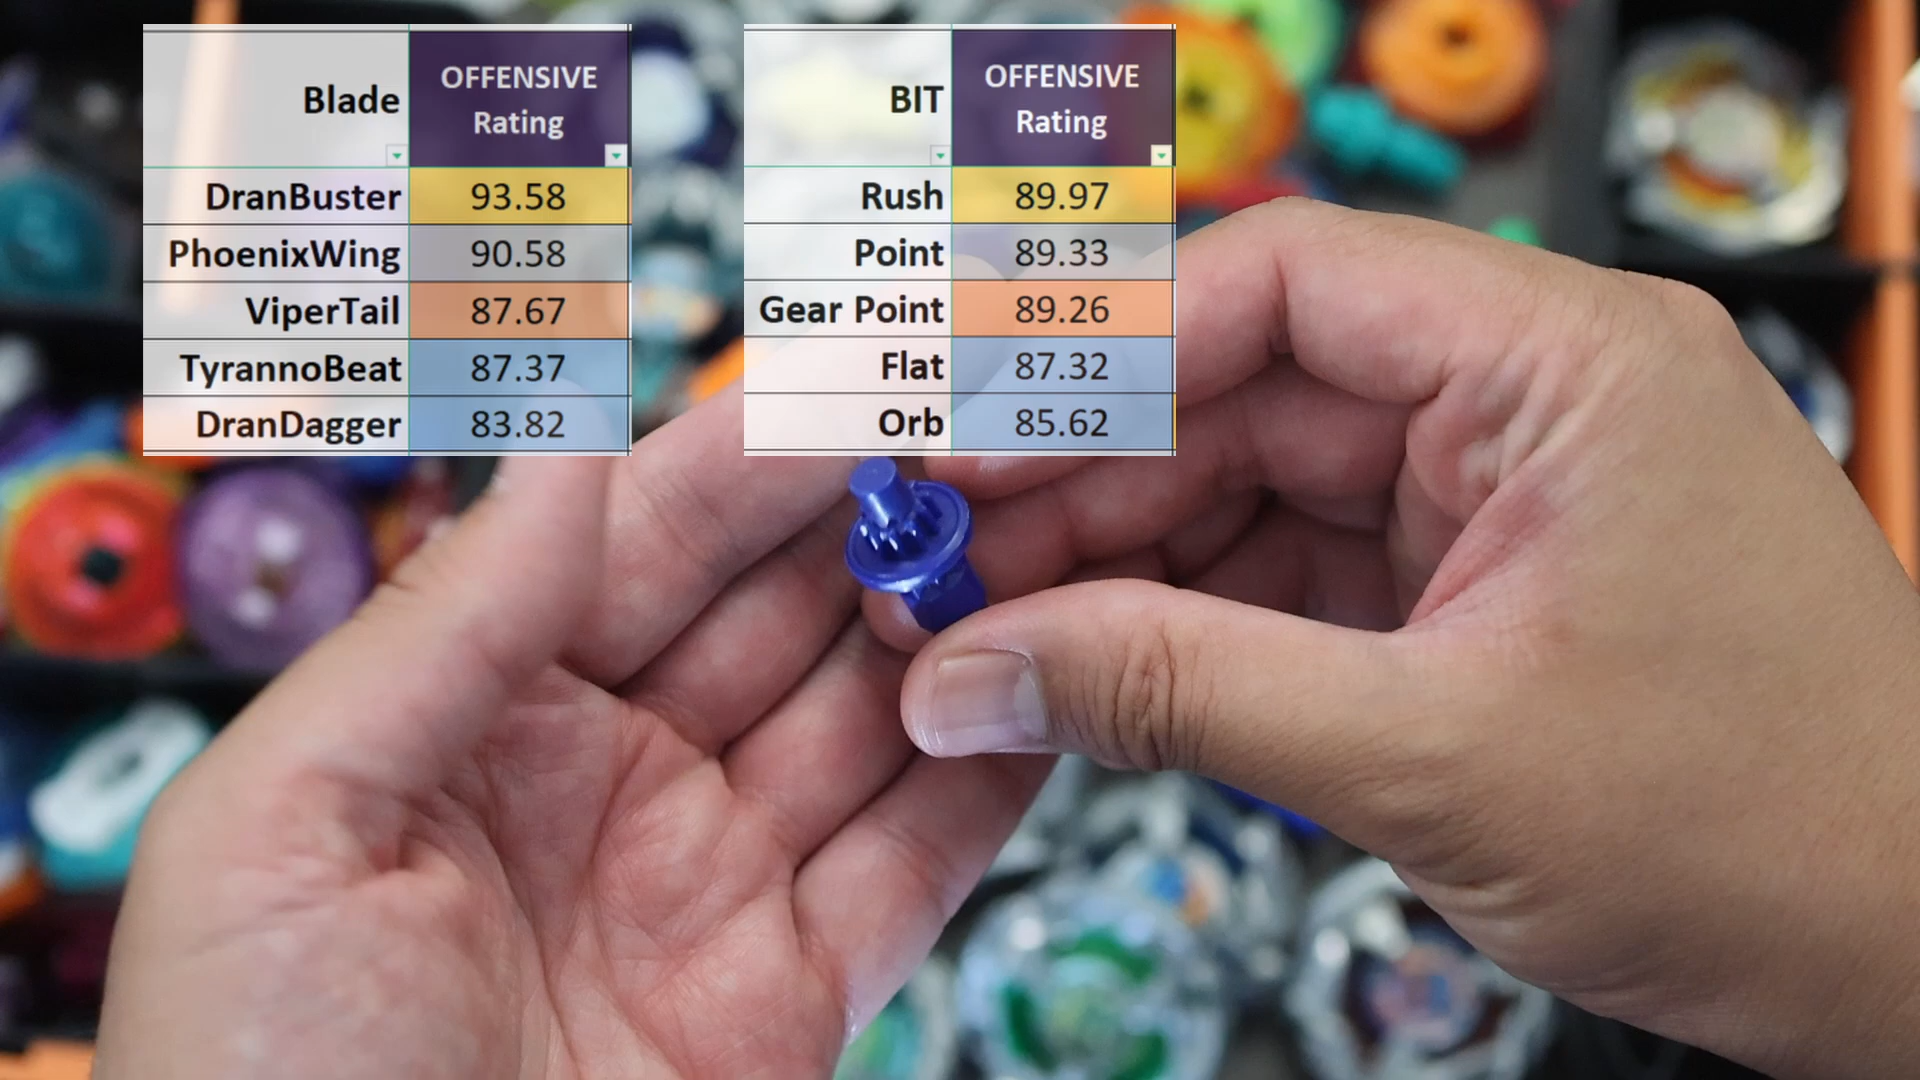 Blade OFFENSIVE Rating
DranBuster 93.58
PhoenixWing 90.58
ViperTail 87.67
TyrannoBeat 87.37
DranDagger 83.82
BIT OFFENSIVE Rating
Rush 89.97
Point 89.33
Gear Point 89.26
Flat 87.32
Orb 85.62